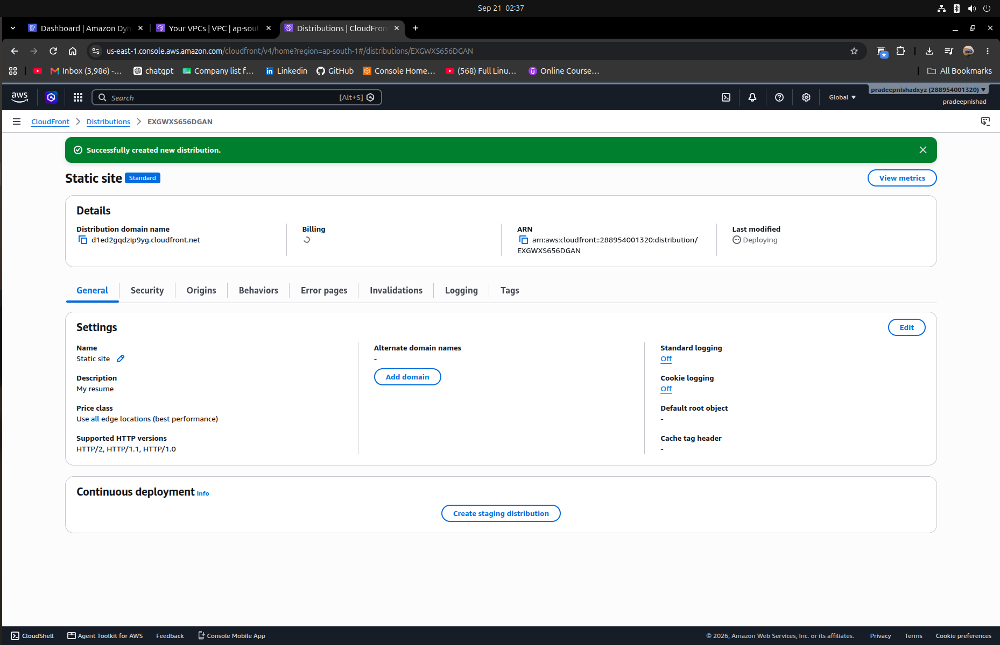 Sep 21 02:37
Dashboard | Amazon Dyn
Your VPCs | VPC | ap-sout
Distributions | CloudFron
us-east-1.console.aws.amazon.com/cloudfront/v4/home?region=ap-south-1#/distributions/EXGWXS656DGAN
Inbox (3,986) -...
chatgpt
Company list f...
Linkedin
GitHub
Console Home...
(568) Full Linu...
Online Course...
All Bookmarks
aws
Search
[Alt+S]
Global
pradeepnishadxyz (288954001320)
pradeepnishad
CloudFront
Distributions
EXGWXS656DGAN
Successfully created new distribution.
Static site
Standard
View metrics
Details
Distribution domain name
d1ed2gqdzip9yg.cloudfront.net
Billing
ARN
arn:aws:cloudfront::288954001320:distribution/
EXGWXS656DGAN
Last modified
Deploying
General
Security
Origins
Behaviors
Error pages
Invalidations
Logging
Tags
Settings
Edit
Name
Static site
Description
My resume
Price class
Use all edge locations (best performance)
Supported HTTP versions
HTTP/2, HTTP/1.1, HTTP/1.0
Alternate domain names
-
Add domain
Standard logging
Off
Cookie logging
Off
Default root object
-
Cache tag header
-
Continuous deployment Info
Create staging distribution
CloudShell
Agent Toolkit for AWS
Feedback
Console Mobile App
© 2026, Amazon Web Services, Inc. or its affiliates.
Privacy
Terms
Cookie preferences